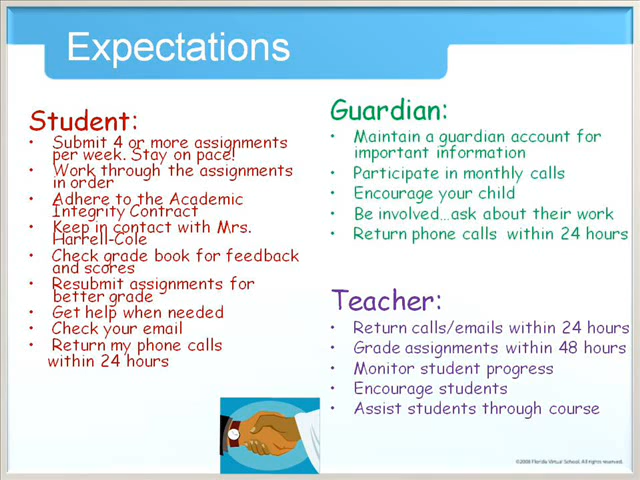 Expectations
Student:
• Submit 4 or more assignments
per week. Stay on pace!
• Work through the assignments
in order
• Adhere to the Academic
Integrity Contract
• Keep in contact with Mrs.
Harrell-Cole
• Check grade book for feedback
and scores
• Resubmit assignments for
better grade
• Get help when needed
• Check your email
• Return my phone calls
within 24 hours
Guardian:
• Maintain a guardian account for
important information
• Participate in monthly calls
• Encourage your child
• Be involved...ask about their work
• Return phone calls within 24 hours
Teacher:
• Return calls/emails within 24 hours
• Grade assignments within 48 hours
• Monitor student progress
• Encourage students
• Assist students through course
©2008 Florida Virtual School. All rights reserved.